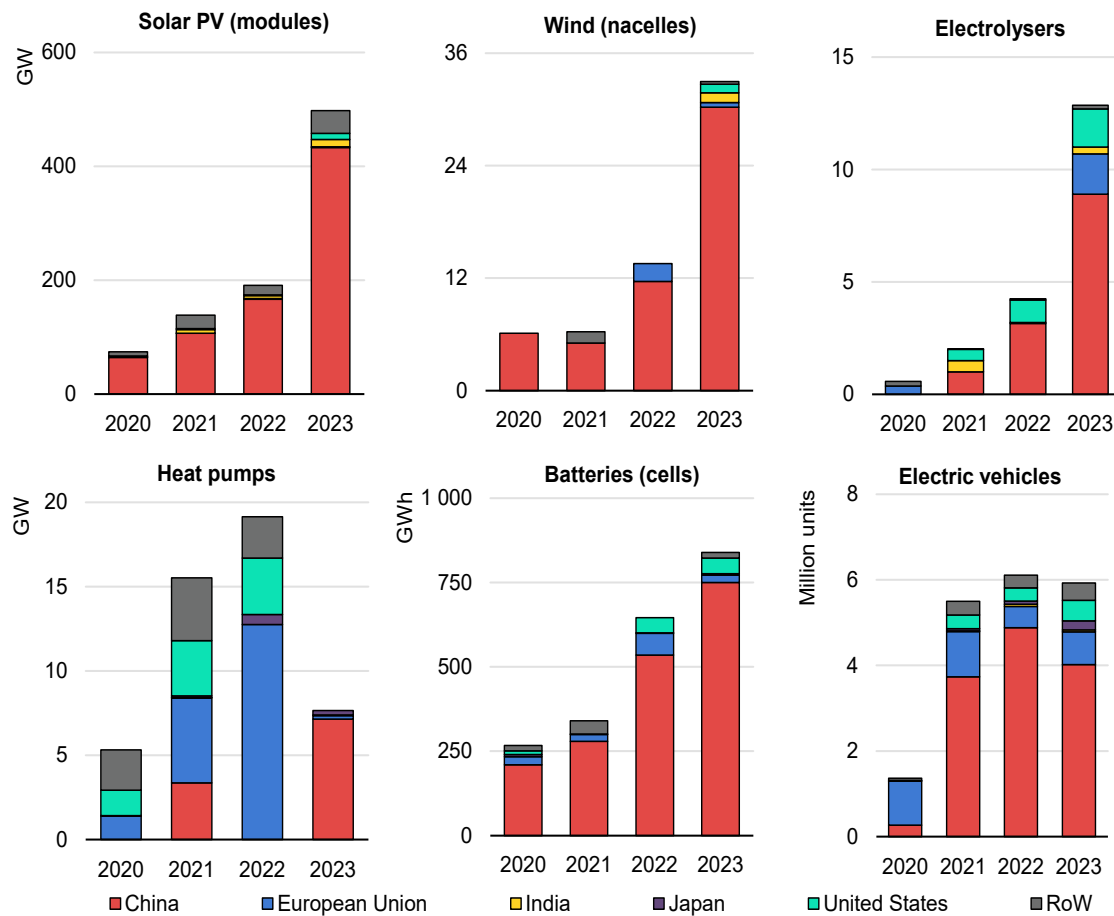 Solar PV (modules)
GW
600
400
200
0
2020 2021 2022 2023
Wind (nacelles)
36
24
12
0
2020 2021 2022 2023
Electrolysers
15
10
5
0
2020 2021 2022 2023
Heat pumps
GW
20
15
10
5
0
2020 2021 2022 2023
Batteries (cells)
GWh
1 000
750
500
250
0
2020 2021 2022 2023
Electric vehicles
Million units
8
6
4
2
0
2020 2021 2022 2023
China European Union India Japan United States RoW